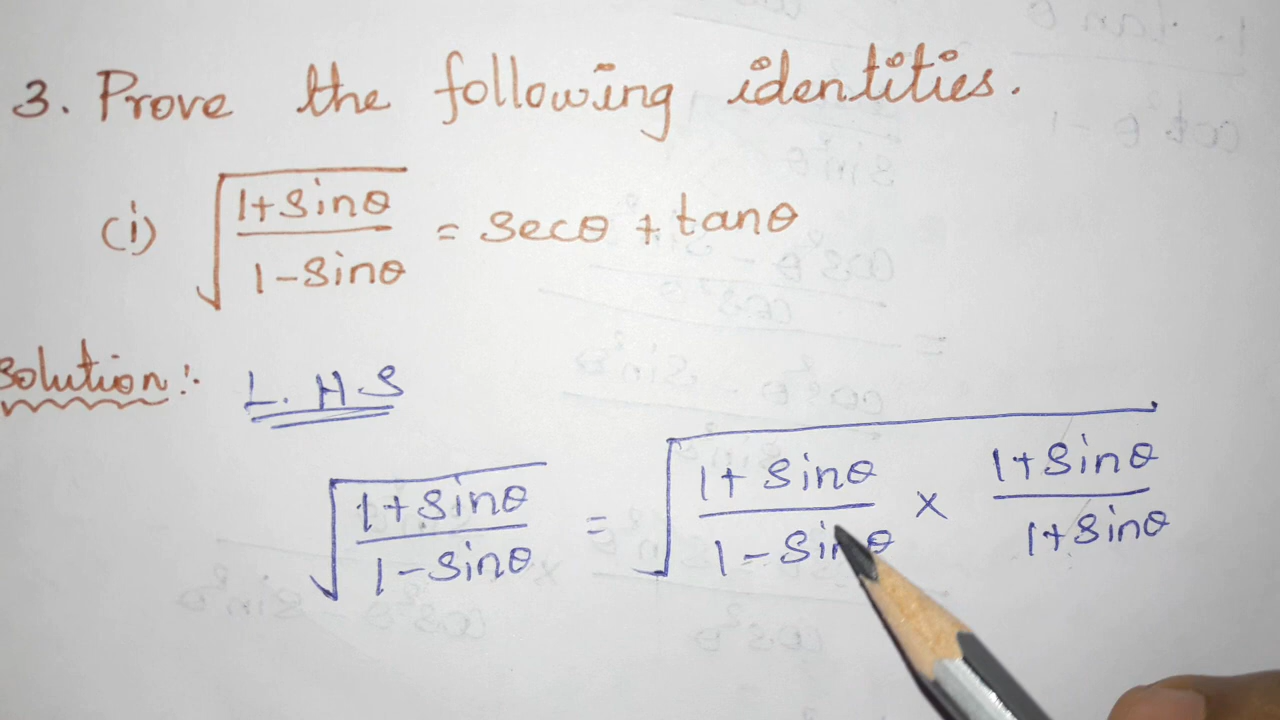 3. Prove the following identities.
(i) √(1+sinθ / 1-sinθ) = secθ + tanθ
Solution:-
L.H.S
√(1+sinθ / 1-sinθ) = √(1+sinθ / 1-sinθ × 1+sinθ / 1+sinθ)